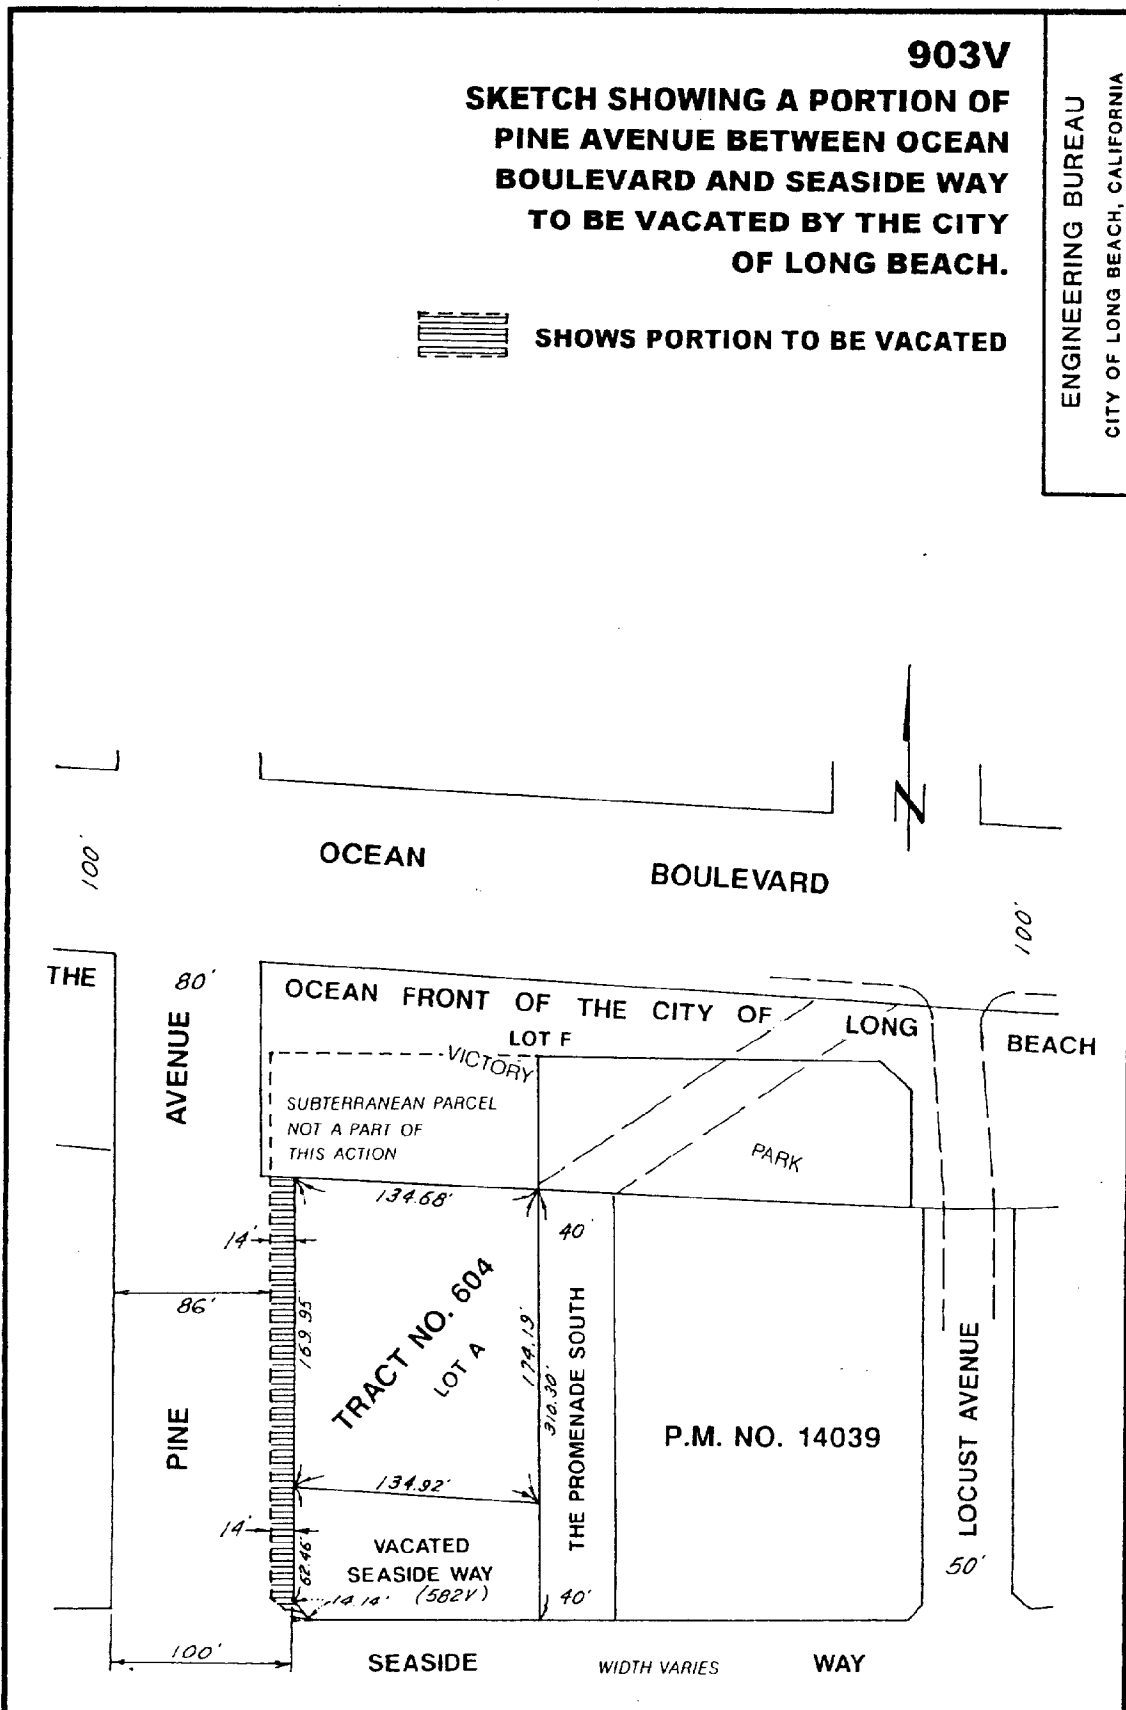 903V
SKETCH SHOWING A PORTION OF
PINE AVENUE BETWEEN OCEAN
BOULEVARD AND SEASIDE WAY
TO BE VACATED BY THE CITY
OF LONG BEACH.
SHOWS PORTION TO BE VACATED
ENGINEERING BUREAU
CITY OF LONG BEACH, CALIFORNIA
N
100'
OCEAN BOULEVARD
100'
THE
80'
OCEAN FRONT OF THE CITY OF LONG BEACH
LOT F
VICTORY
PARK
AVENUE
SUBTERRANEAN PARCEL
NOT A PART OF
THIS ACTION
134.68'
14'
40'
86'
169.95'
TRACT NO. 604
LOT A
174.19'
310.30'
THE PROMENADE SOUTH
P.M. NO. 14039
LOCUST AVENUE
50'
PINE
134.92'
14'
62.46'
VACATED
SEASIDE WAY
(582V)
14.14'
40'
100'
SEASIDE
WIDTH VARIES
WAY